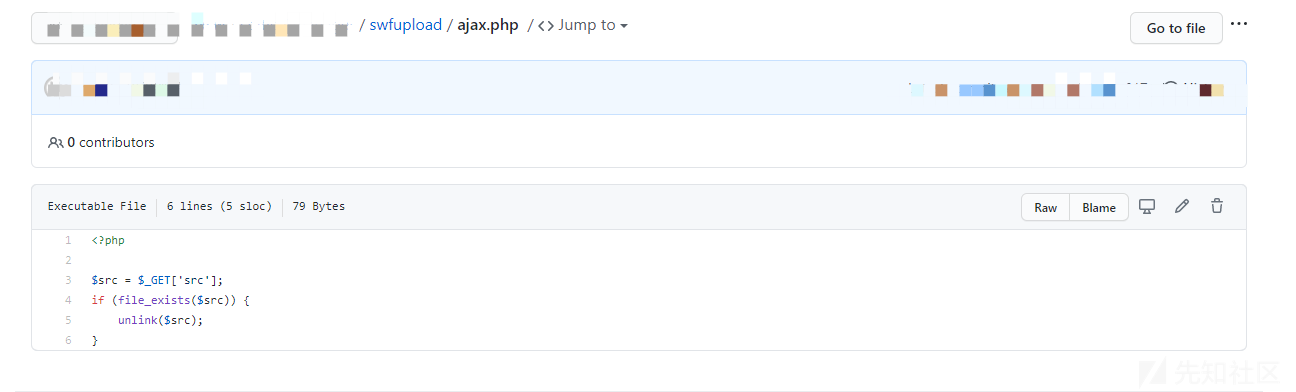 / swfupload / ajax.php / <> Jump to
Go to file
...
0 contributors
Executable File 6 lines (5 sloc) 79 Bytes
Raw Blame
1 <?php
2
3 $src = $_GET['src'];
4 if (file_exists($src)) {
5 unlink($src);
6 }
先知社区